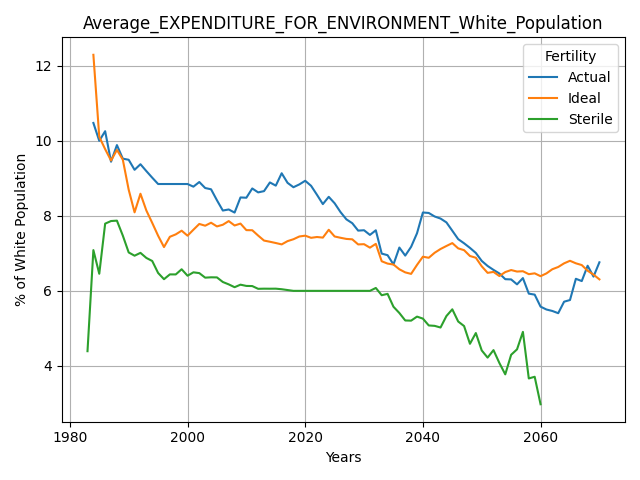 Average_EXPENDITURE_FOR_ENVIRONMENT_White_Population
Fertility
Actual
Ideal
Sterile
% of White Population
12
10
8
6
4
1980
2000
2020
2040
2060
Years